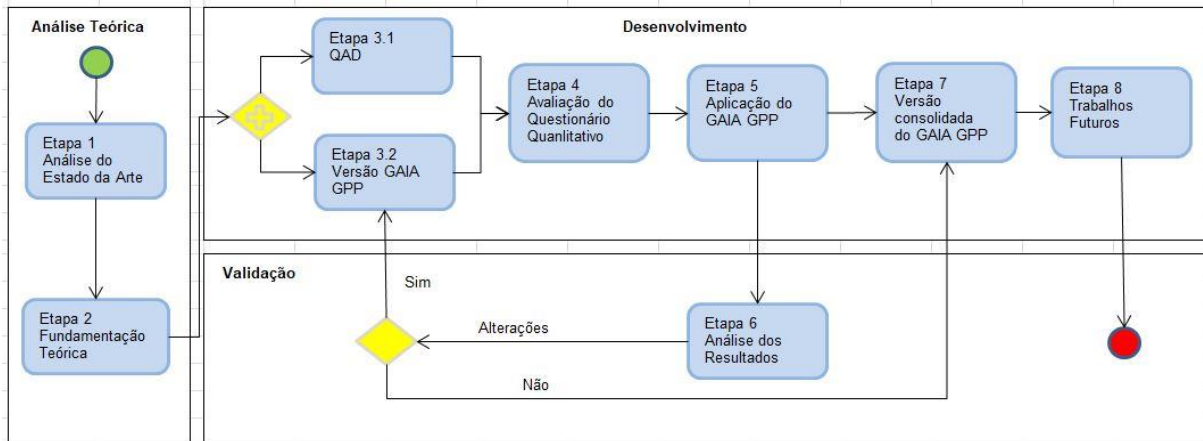 Análise Teórica
Etapa 1
Análise do
Estado da Arte
Etapa 2
Fundamentação
Teórica
Desenvolvimento
Etapa 3.1
QAD
Etapa 3.2
Versão GAIA
GPP
Etapa 4
Avaliação do
Questionário
Quanlitativo
Etapa 5
Aplicação do
GAIA GPP
Etapa 7
Versão
consolidada
do GAIA GPP
Etapa 8
Trabalhos
Futuros
Validação
Sim
Alterações
Não
Etapa 6
Análise dos
Resultados